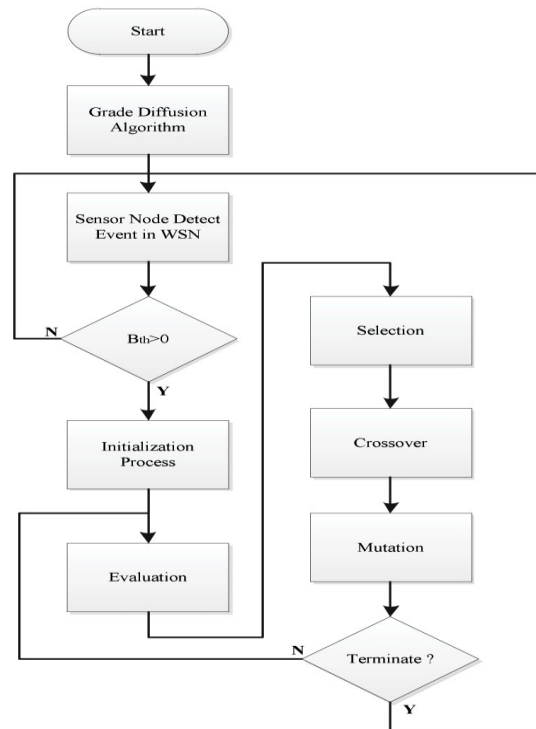 Start
Grade Diffusion
Algorithm
Sensor Node Detect
Event in WSN
N
Bth>0
Y
Initialization
Process
Evaluation
Selection
Crossover
Mutation
N
Terminate ?
Y